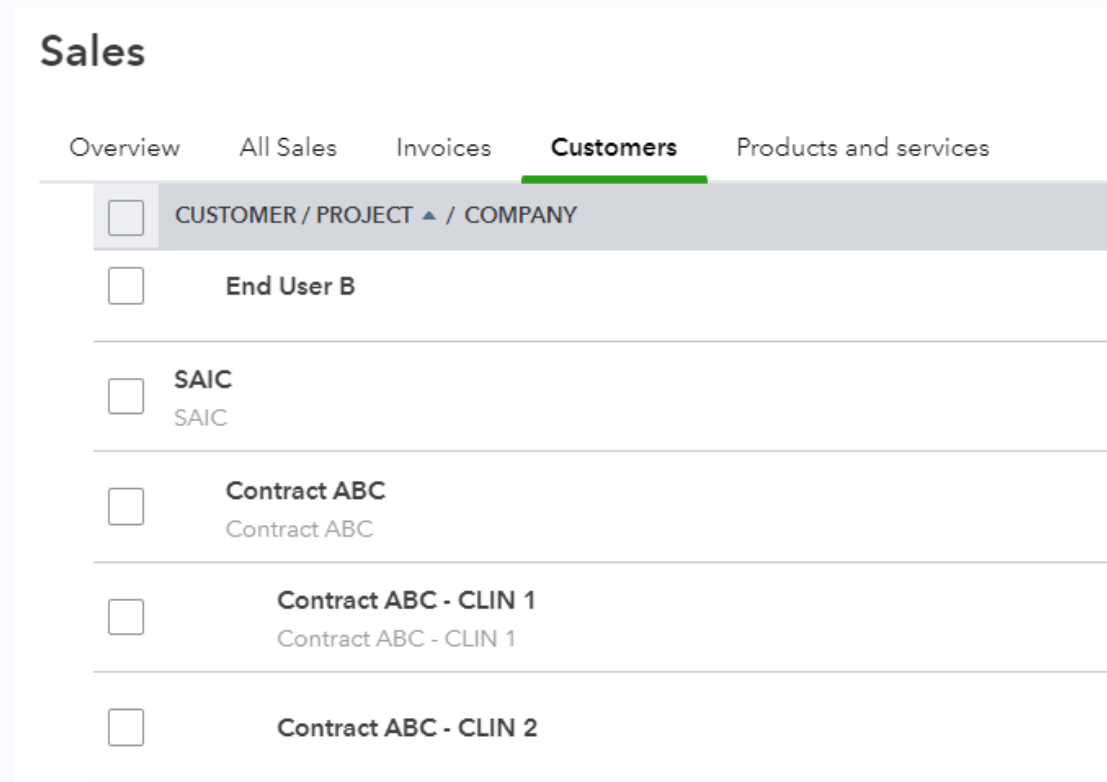 Sales
Overview All Sales Invoices Customers Products and services
CUSTOMER / PROJECT ▲ / COMPANY
End User B
SAIC
SAIC
Contract ABC
Contract ABC
Contract ABC - CLIN 1
Contract ABC - CLIN 1
Contract ABC - CLIN 2